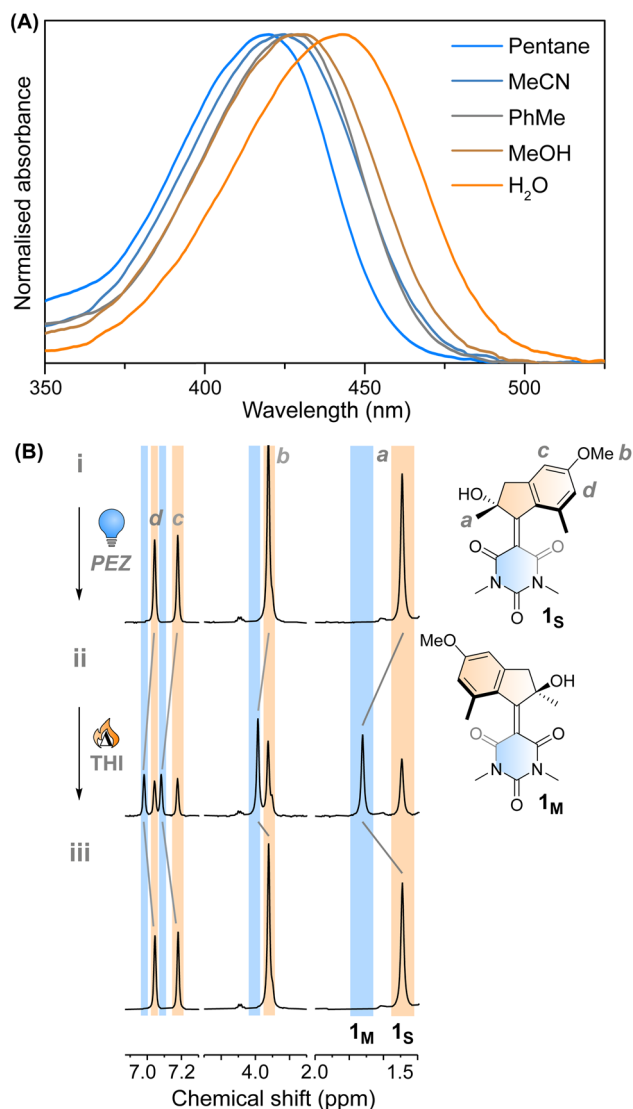 (A)
Normalised absorbance
Pentane
MeCN
PhMe
MeOH
H2O
350
400
450
500
Wavelength (nm)
(B)
i
PEZ
ii
Δ
THI
iii
d
c
b
a
c
OMe
b
HO
a
d
O
O
N
N
O
1S
MeO
OH
O
O
N
N
O
1M
1M
1S
7.0
7.2
4.0
2.0
1.5
Chemical shift (ppm)